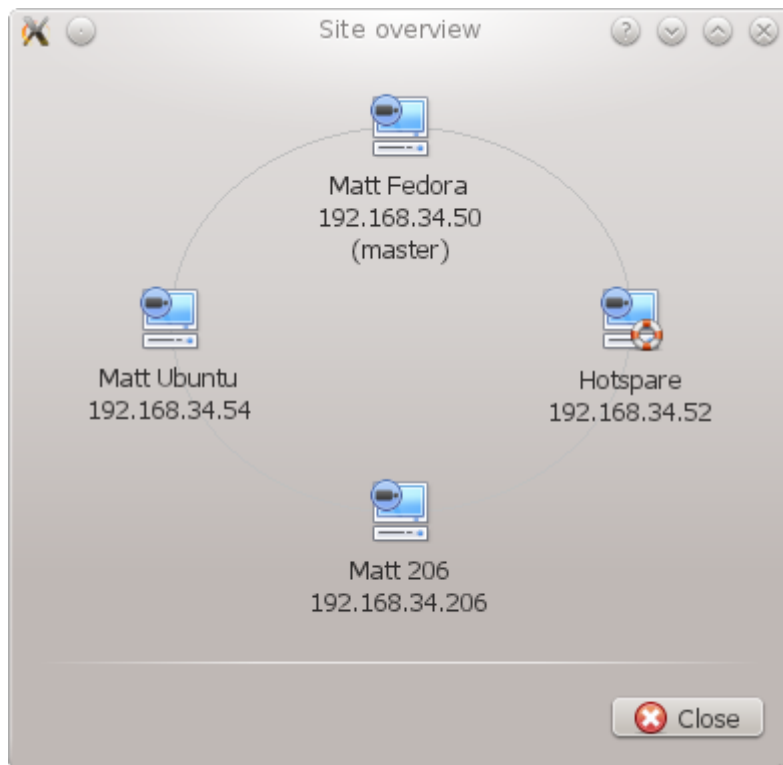 Site overview
Matt Fedora
192.168.34.50
(master)
Matt Ubuntu
192.168.34.54
Hotspare
192.168.34.52
Matt 206
192.168.34.206
Close